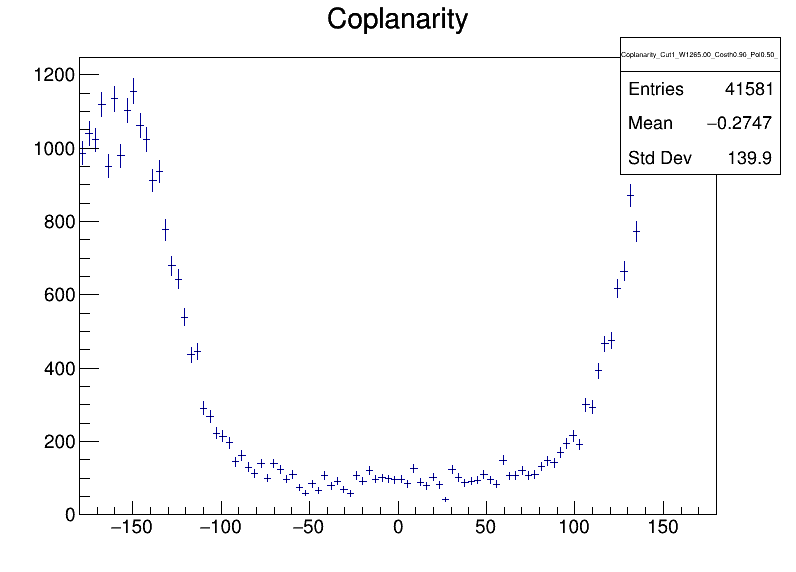 Coplanarity
Coplanarity_Cut1_W1265.00_Costh0.90_Pol0.50_
Entries 41581
Mean −0.2747
Std Dev 139.9
1200
1000
800
600
400
200
0
−150 −100 −50 0 50 100 150